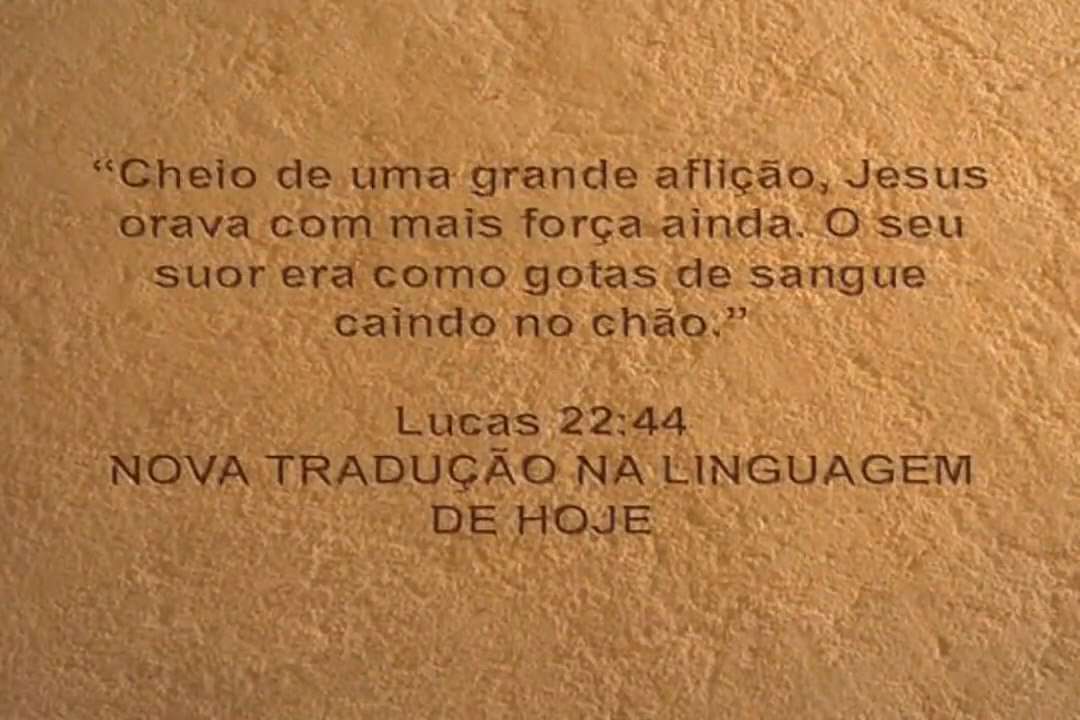 “Cheio de uma grande aflição, Jesus
orava com mais força ainda. O seu
suor era como gotas de sangue
caindo no chão.”
Lucas 22:44
NOVA TRADUÇÃO NA LINGUAGEM
DE HOJE